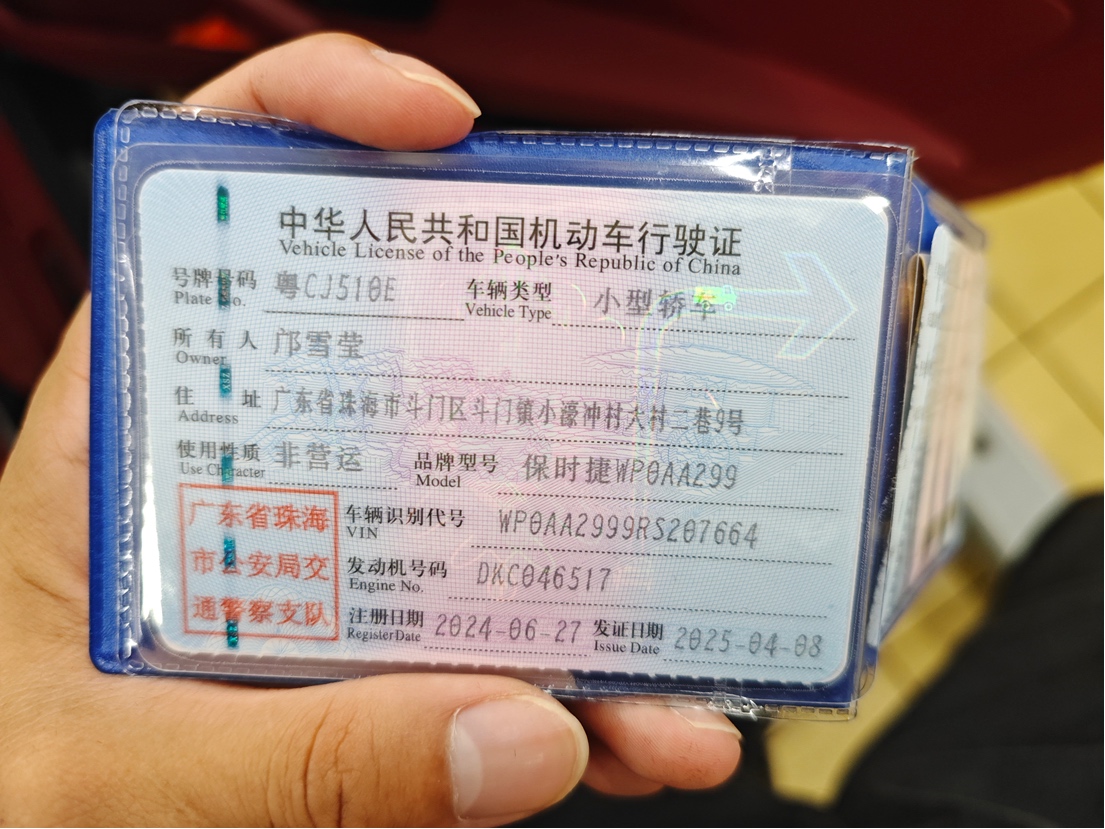 中华人民共和国机动车行驶证
Vehicle License of the People's Republic of China
号牌号码 粤CJ510E 车辆类型 小型轿车
Plate No. Vehicle Type
所有人 邝雪莹
Owner
住址 广东省珠海市斗门区斗门镇小濠冲村大村二巷9号
Address
使用性质 非营运 品牌型号 保时捷WP0AA299
Use Character Model
广东省珠海
市公安局交
通警察支队
车辆识别代号 WP0AA2999RS207664
VIN
发动机号码 DKC046517
Engine No.
注册日期 2024-06-27 发证日期 2025-04-08
Register Date Issue Date